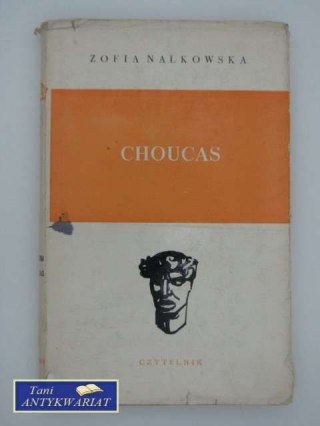 ZOFIA NAŁKOWSKA
CHOUCAS
CZYTELNIK
Tani
ANTYKWARIAT